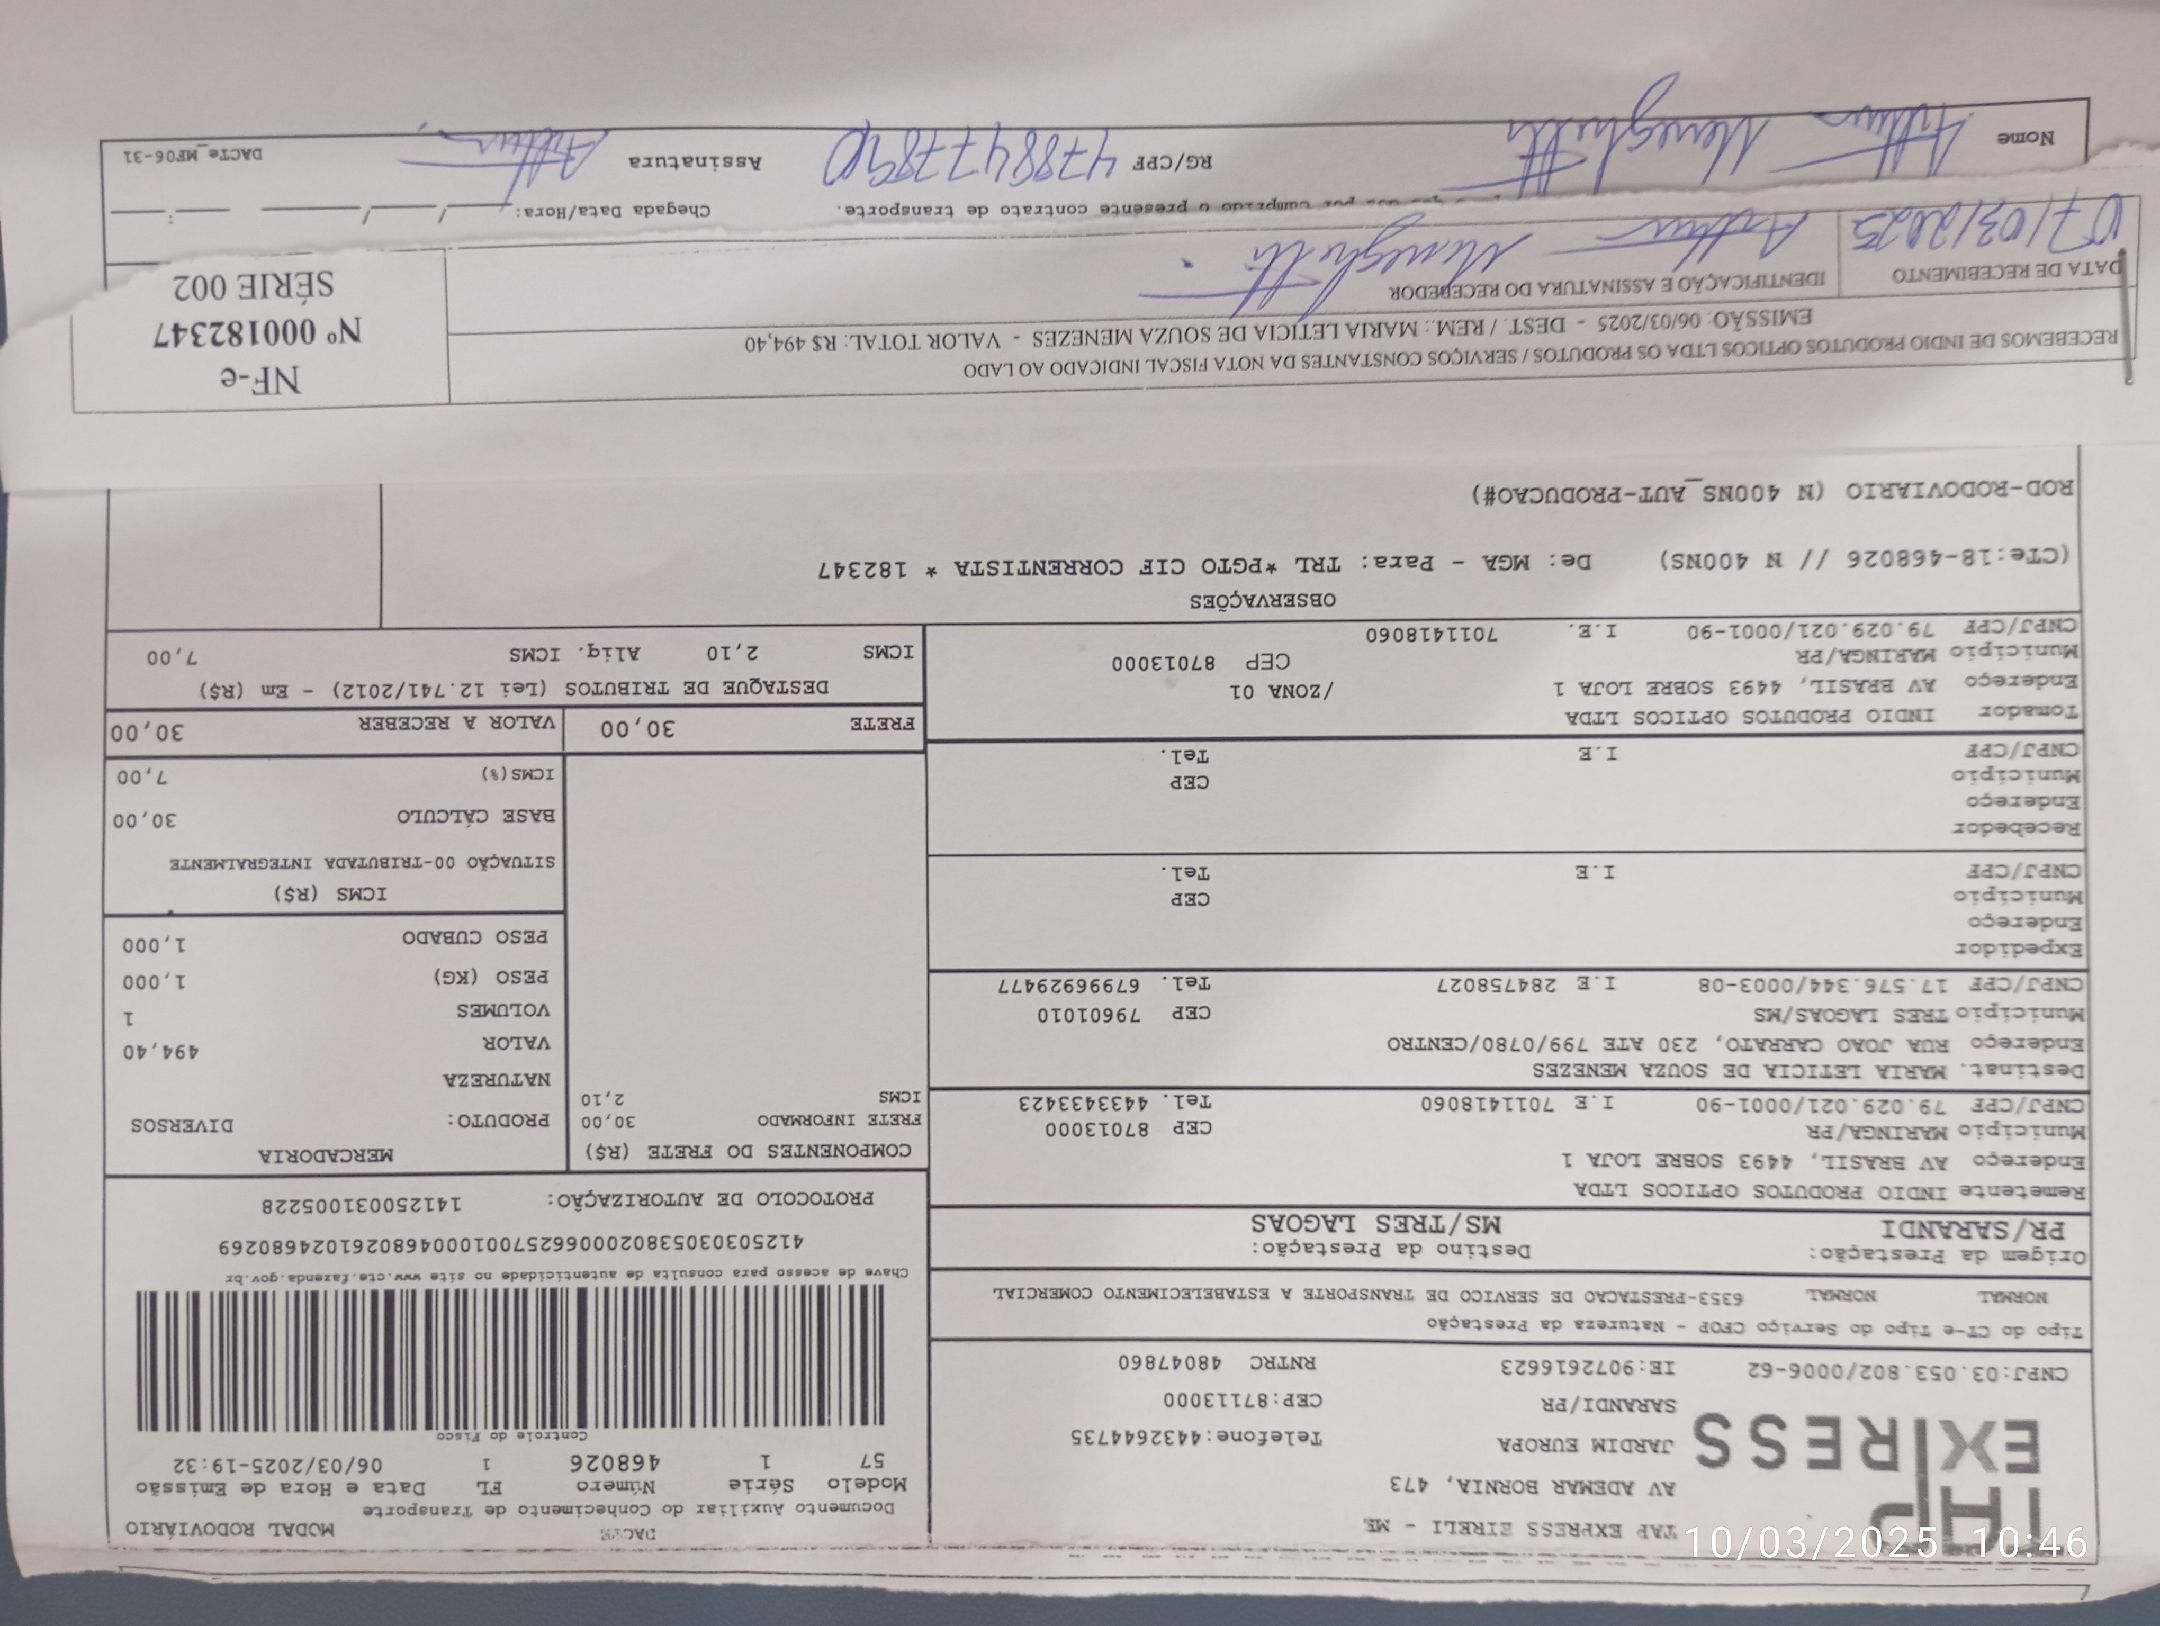 TAP EXPRESS EIRELI - ME
AV ADEMAR BORNIA, 473
JARDIM EUROPA
Telefone:4432644735
SARANDI/PR
CEP:87113000
CNPJ:03.053.802/0006-62 IE:9072616623 RNTRC 48047860
EXPRESS
DACTE
MODAL RODOVIÁRIO
Documento Auxiliar do Conhecimento de Transporte
Modelo Série Número FL Data e Hora de Emissão
57 1 468026 1 06/03/2025-19:32
Controle do Fisco
Chave de acesso para consulta de autenticidade no site www.cte.fazenda.gov.br
41250303053802000662570010004680261024680269
PROTOCOLO DE AUTORIZAÇÃO: 141250031005228
Tipo do CT-e Tipo do Serviço CFOP - Natureza da Prestação
NORMAL NORMAL 6353-PRESTACAO DE SERVICO DE TRANSPORTE A ESTABELECIMENTO COMERCIAL
Origem da Prestação: Destino da Prestação:
PR/SARANDI MS/TRES LAGOAS
Remetente INDIO PRODUTOS OPTICOS LTDA
Endereço AV BRASIL, 4493 SOBRE LOJA 1
Município MARINGA/PR CEP 87013000
CNPJ/CPF 79.029.021/0001-90 I.E 7011418060 Tel. 4433433423
Destinat. MARIA LETICIA DE SOUZA MENEZES
Endereço RUA JOAO CARRATO, 230 ATE 799/0780/CENTRO
Município TRES LAGOAS/MS CEP 79601010
CNPJ/CPF 17.576.344/0003-08 I.E 284758027 Tel. 67996929477
Expedidor
Endereço
Município CEP
CNPJ/CPF I.E Tel.
Recebedor
Endereço
Município CEP
CNPJ/CPF I.E Tel.
Tomador INDIO PRODUTOS OPTICOS LTDA
Endereço AV BRASIL, 4493 SOBRE LOJA 1 /ZONA 01
Município MARINGA/PR CEP 87013000
CNPJ/CPF 79.029.021/0001-90 I.E. 7011418060
COMPONENTES DO FRETE (R$)
FRETE INFORMADO 30,00
ICMS 2,10
MERCADORIA
PRODUTO: DIVERSOS
NATUREZA
VALOR 494,40
VOLUMES 1
PESO (KG) 1,000
PESO CUBADO 1,000
ICMS (R$)
SITUAÇÃO 00-TRIBUTADA INTEGRALMENTE
BASE CÁLCULO 30,00
ICMS(%) 7,00
FRETE 30,00 VALOR A RECEBER 30,00
DESTAQUE DE TRIBUTOS (Lei 12.741/2012) - Em (R$)
ICMS 2,10 Aliq. ICMS 7,00
OBSERVAÇÕES
(CTe:18-468026 // N 400NS) De: MGA - Para: TRL *PGTO CIF CORRENTISTA * 182347
ROD-RODOVIARIO (N 400NS_AUT-PRODUCAO#)
RECEBEMOS DE INDIO PRODUTOS OPTICOS LTDA OS PRODUTOS / SERVIÇOS CONSTANTES DA NOTA FISCAL INDICADO AO LADO
EMISSÃO: 06/03/2025 - DEST. / REM.: MARIA LETICIA DE SOUZA MENEZES - VALOR TOTAL: R$ 494,40
DATA DE RECEBIMENTO
IDENTIFICAÇÃO E ASSINATURA DO RECEBEDOR
07/03/2025 Arthur Meneghetti
NF-e
Nº 000182347
SÉRIE 002
por cumprido o presente contrato de transporte.
Chegada Data/Hora: / / :
Nome Arthur Meneghetti
RG/CPF 47884778
Assinatura Arthur
DACTe_MF06-31
10/03/2025 10:46